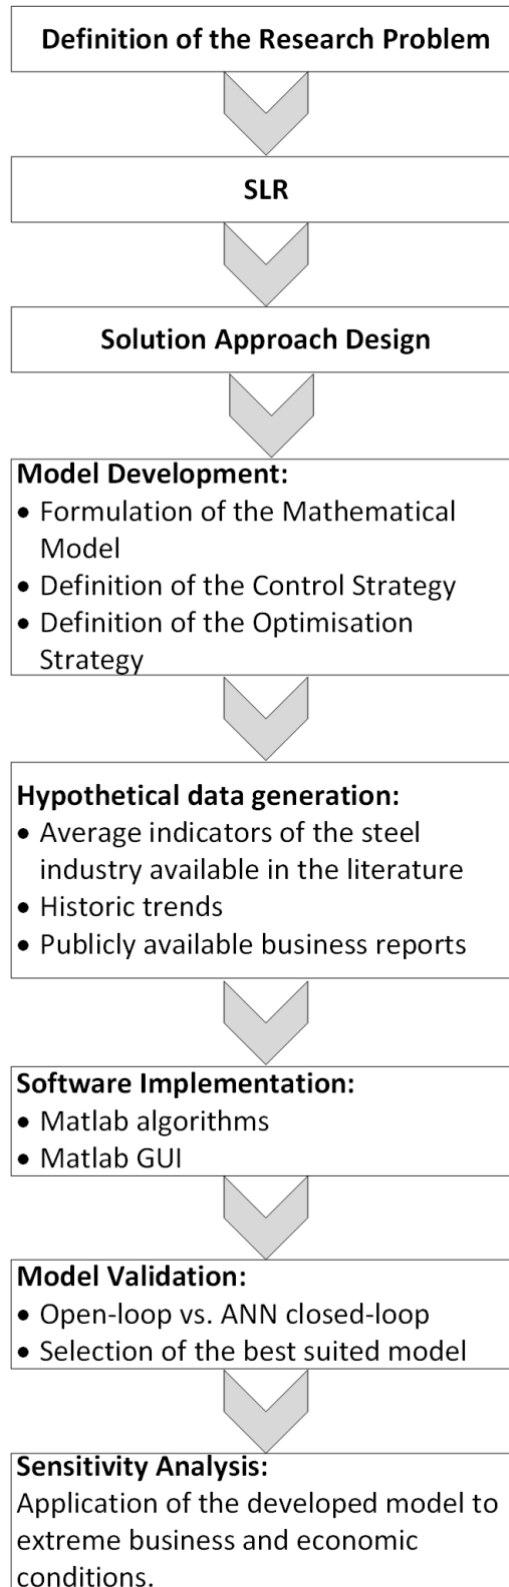 Definition of the Research Problem
SLR
Solution Approach Design
Model Development:
• Formulation of the Mathematical
Model
• Definition of the Control Strategy
• Definition of the Optimisation
Strategy
Hypothetical data generation:
• Average indicators of the steel
industry available in the literature
• Historic trends
• Publicly available business reports
Software Implementation:
• Matlab algorithms
• Matlab GUI
Model Validation:
• Open-loop vs. ANN closed-loop
• Selection of the best suited model
Sensitivity Analysis:
Application of the developed model to
extreme business and economic
conditions.